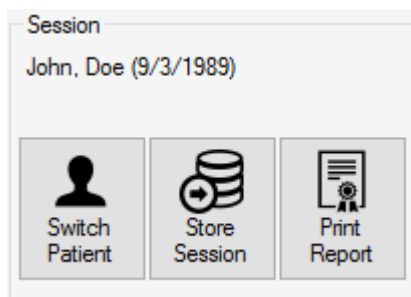 Session
John, Doe (9/3/1989)
Switch
Patient
Store
Session
Print
Report